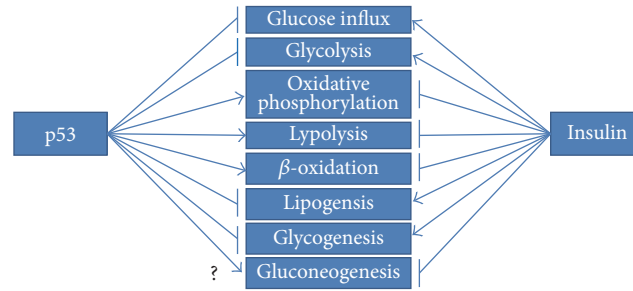 Glucose influx
Glycolysis
Oxidative
phosphorylation
p53
Lypolysis
Insulin
β-oxidation
Lipogensis
Glycogenesis
?
Gluconeogenesis